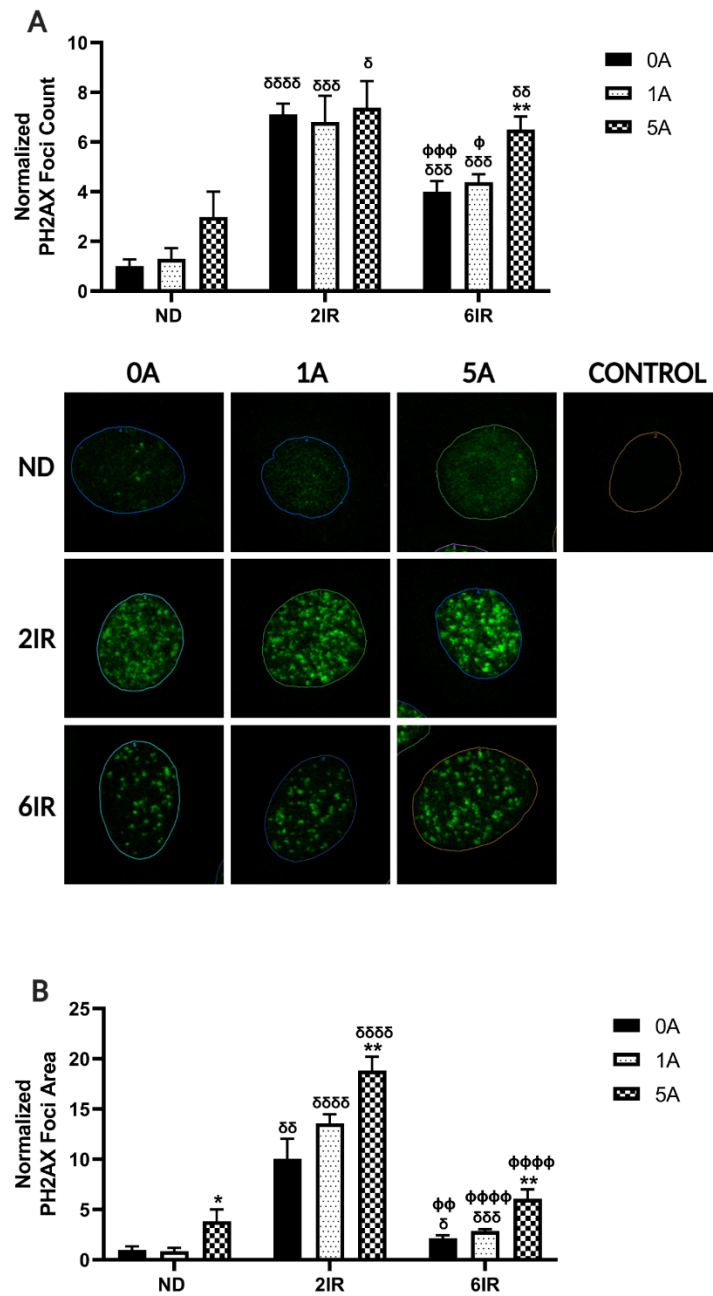 A
Normalized
PH2AX Foci Count
10
8
6
4
2
0
δδδδ
δδδ
δ
ϕϕϕ
δδδ
ϕ
δδδ
δδ
**
ND
2IR
6IR
0A
1A
5A
0A
1A
5A
CONTROL
ND
2IR
6IR
B
Normalized
PH2AX Foci Area
25
20
15
10
5
0
*
δδ
δδδδ
δδδδ
**
ϕϕ
δ
ϕϕϕϕ
δδδ
ϕϕϕϕ
**
ND
2IR
6IR
0A
1A
5A